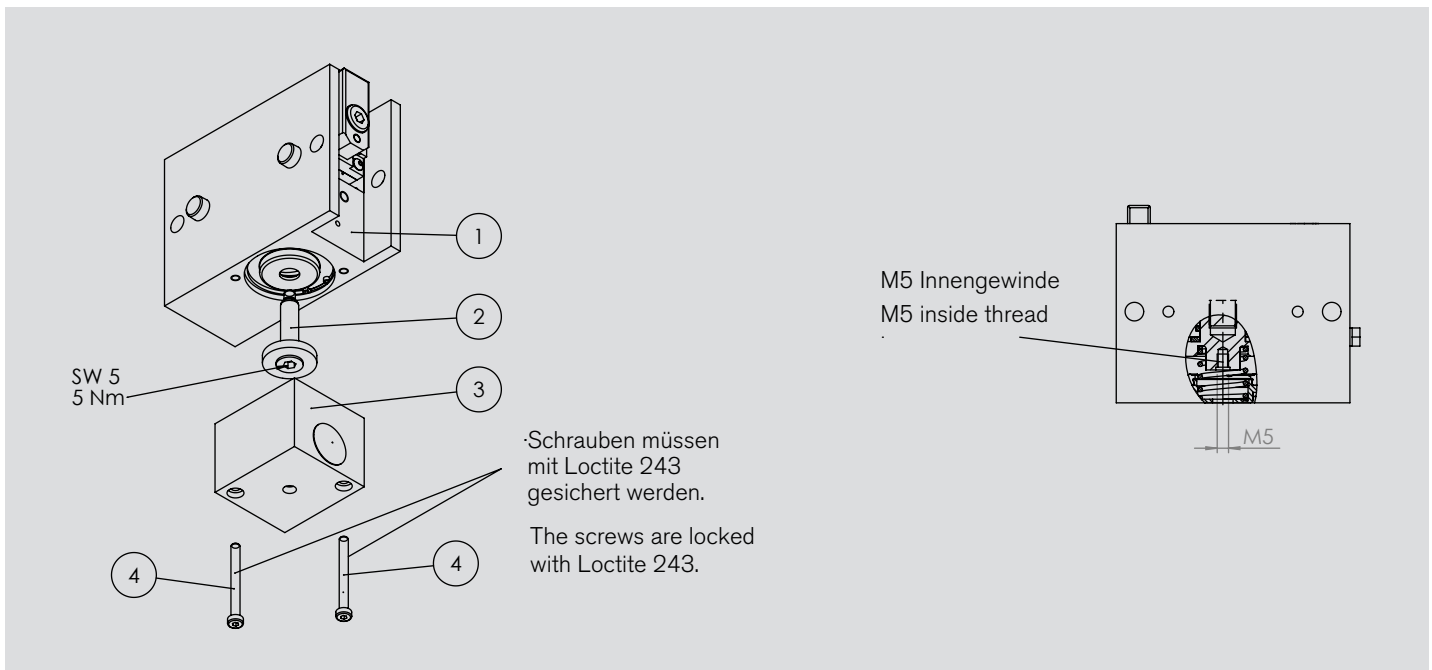 1
2
SW 5
5 Nm
3
·Schrauben müssen
mit Loctite 243
gesichert werden.
The screws are locked
with Loctite 243.
4
4
M5 Innengewinde
M5 inside thread
.
M5